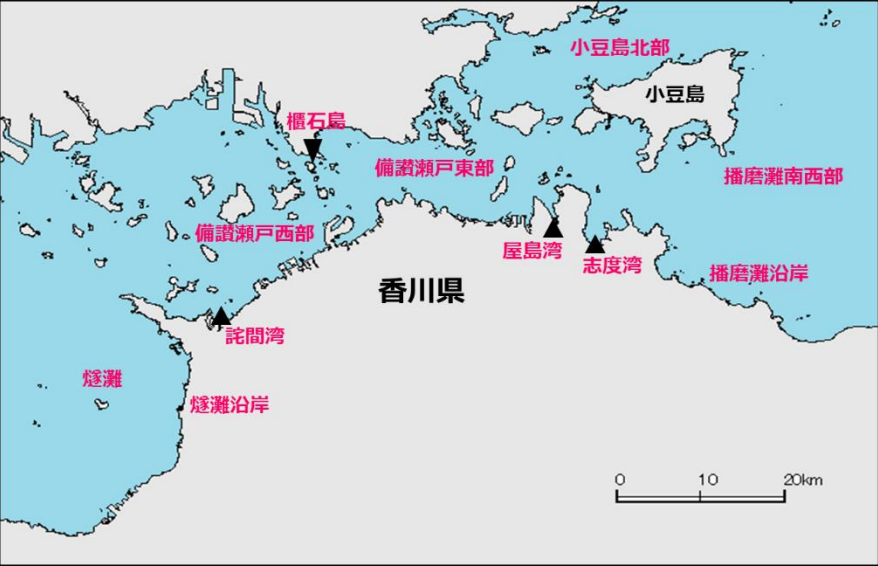 小豆島北部
小豆島
櫃石島
備讃瀬戸東部
播磨灘南西部
備讃瀬戸西部
屋島湾
志度湾
播磨灘沿岸
香川県
詫間湾
燧灘
燧灘沿岸
0 10 20km